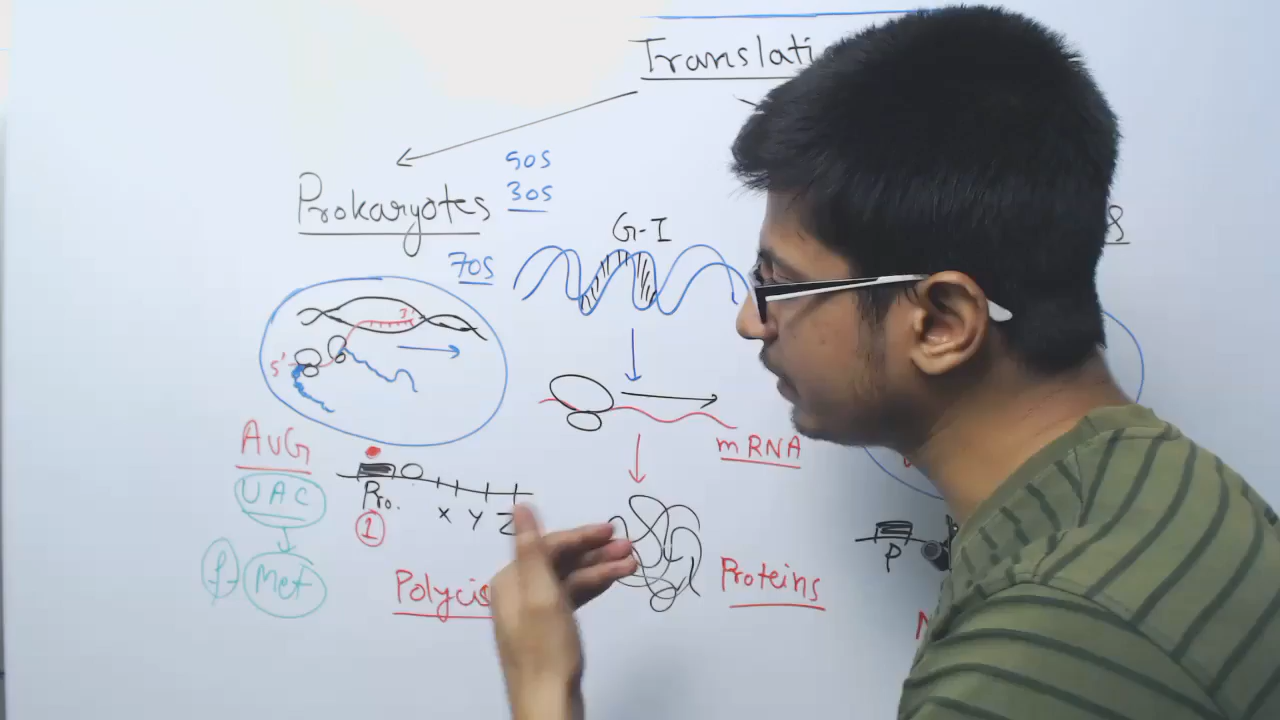 Translati
Prokaryotes
50S
30S
70S
G-I
3'
5'
mRNA
AUG
UAC
f-
Met
Pro.
1
X Y Z
Polycis
Proteins
P